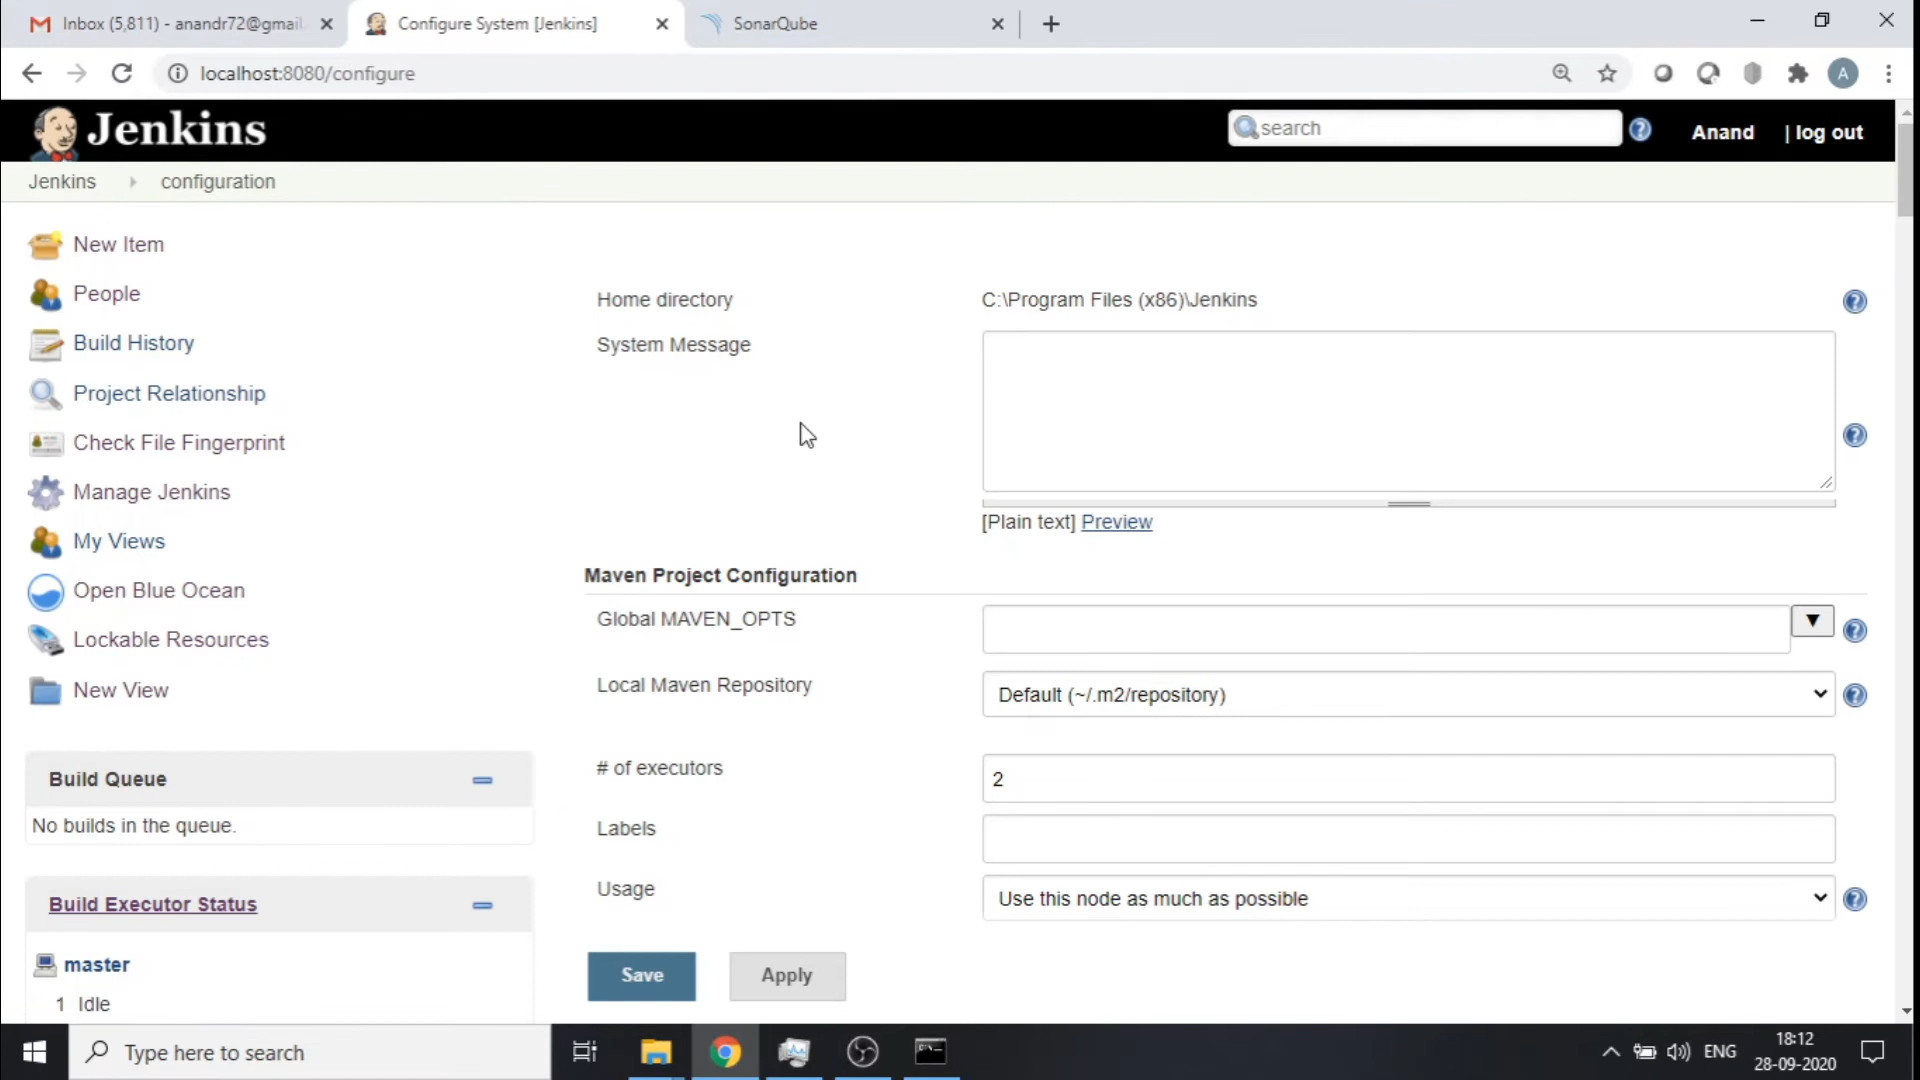 Inbox (5,811) - anandr72@gmail.
Configure System [Jenkins]
SonarQube
localhost:8080/configure
A
Jenkins
search
Anand
| log out
Jenkins
configuration
New Item
People
Build History
Project Relationship
Check File Fingerprint
Manage Jenkins
My Views
Open Blue Ocean
Lockable Resources
New View
Build Queue
No builds in the queue.
Build Executor Status
master
1 Idle
Home directory
C:\Program Files (x86)\Jenkins
System Message
[Plain text] Preview
Maven Project Configuration
Global MAVEN_OPTS
Local Maven Repository
Default (~/.m2/repository)
# of executors
2
Labels
Usage
Use this node as much as possible
Save
Apply
Type here to search
ENG
18:12
28-09-2020